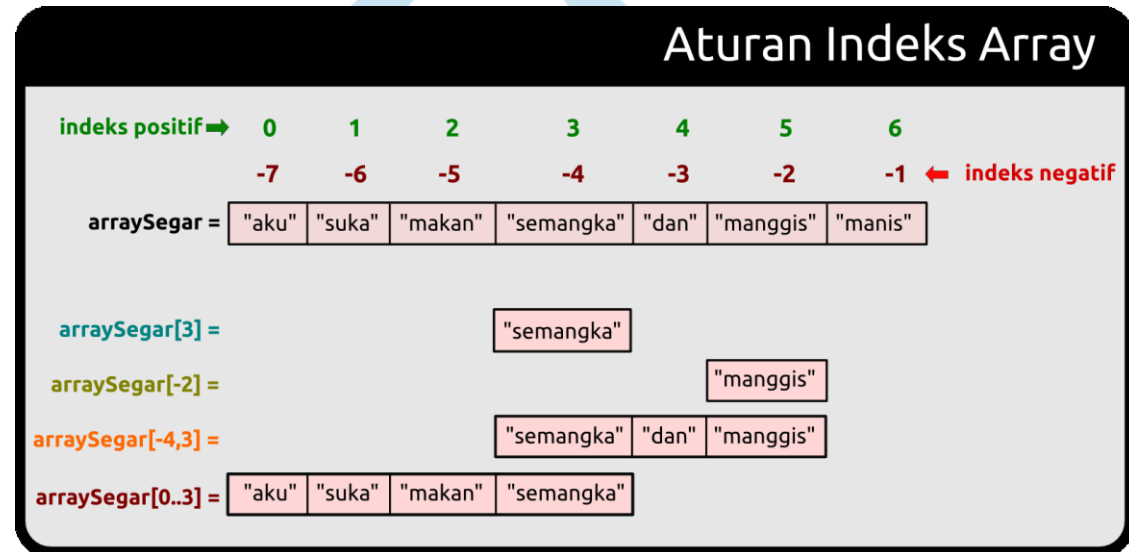 Aturan Indeks Array
indeks positif ➡ 0 1 2 3 4 5 6
-7 -6 -5 -4 -3 -2 -1 ⬅ indeks negatif
arraySegar = "aku" "suka" "makan" "semangka" "dan" "manggis" "manis"
arraySegar[3] = "semangka"
arraySegar[-2] = "manggis"
arraySegar[-4,3] = "semangka" "dan" "manggis"
arraySegar[0..3] = "aku" "suka" "makan" "semangka"